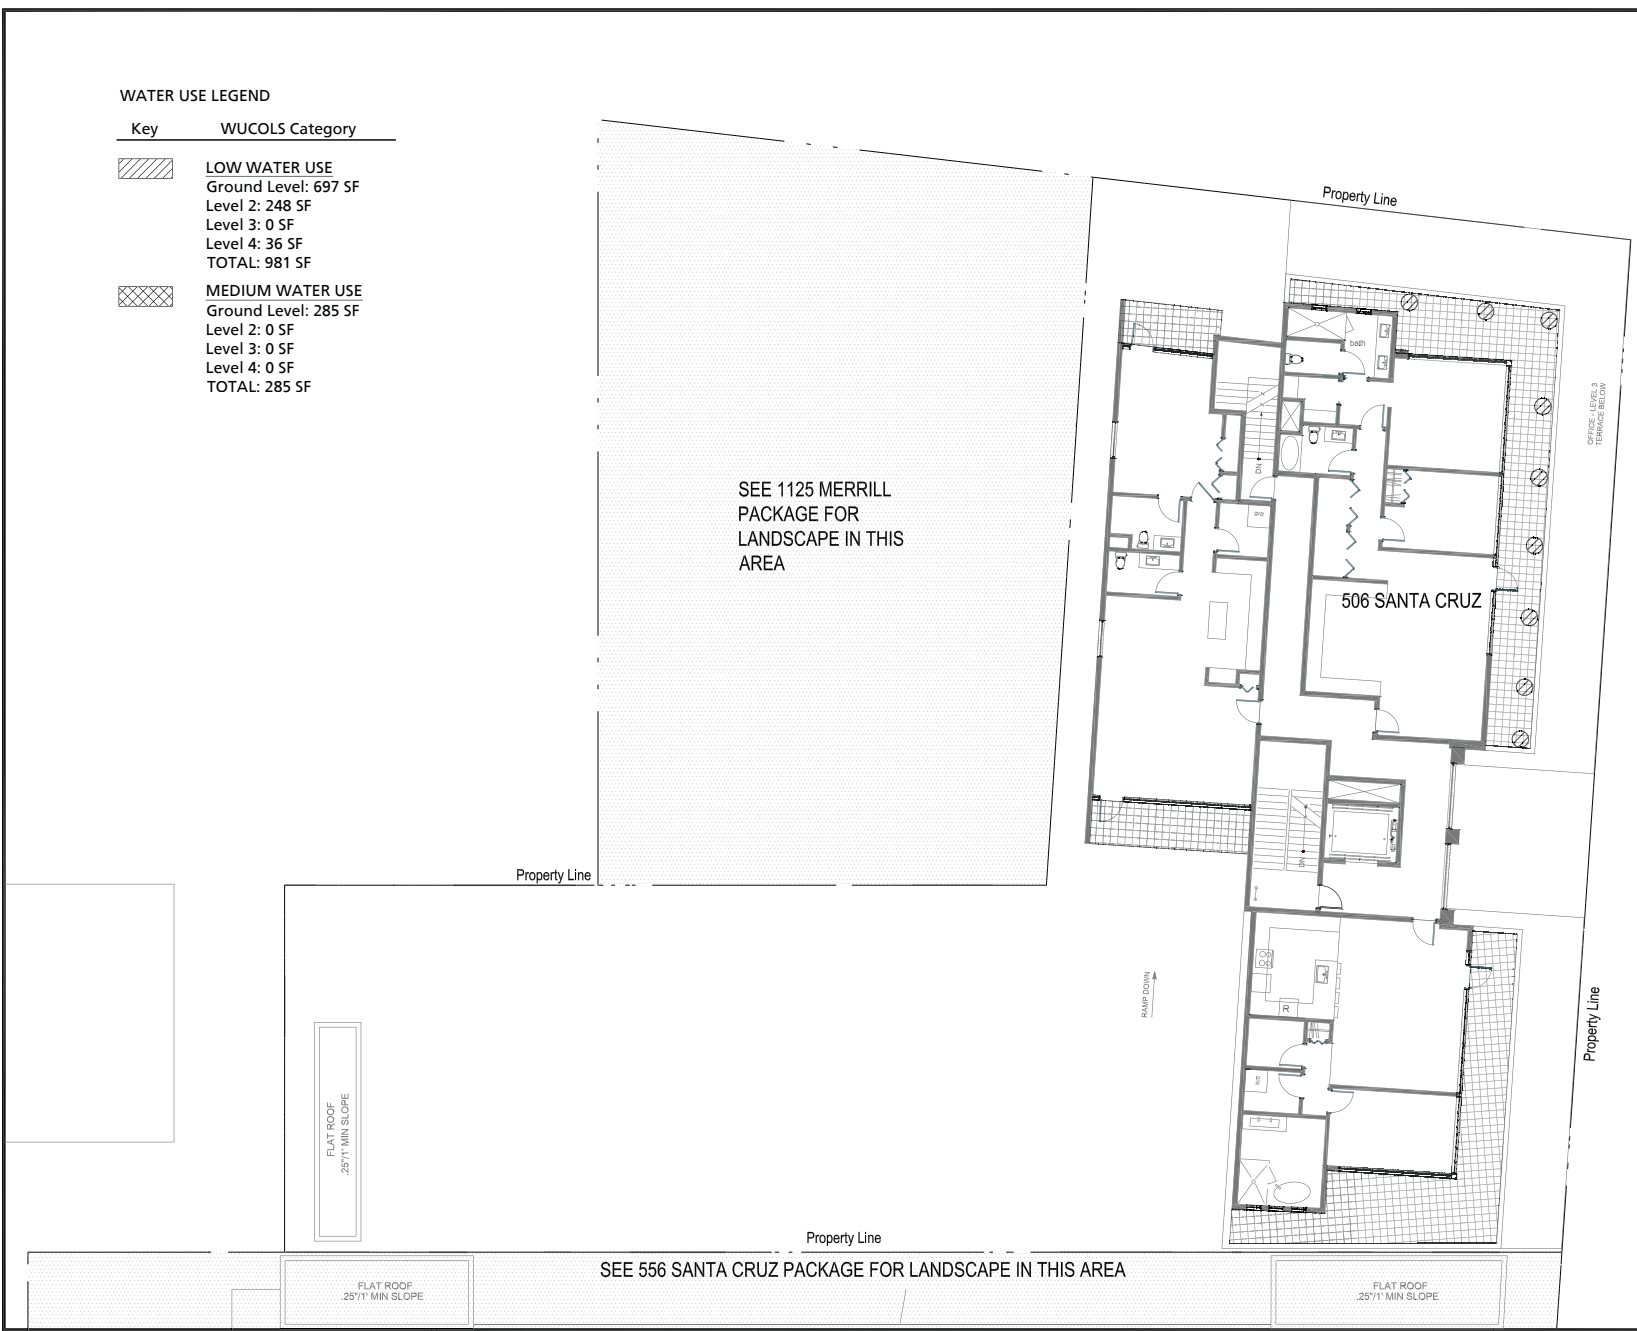 WATER USE LEGEND
Key WUCOLS Category
LOW WATER USE
Ground Level: 697 SF
Level 2: 248 SF
Level 3: 0 SF
Level 4: 36 SF
TOTAL: 981 SF
MEDIUM WATER USE
Ground Level: 285 SF
Level 2: 0 SF
Level 3: 0 SF
Level 4: 0 SF
TOTAL: 285 SF
Property Line
bath
OFFICE - LEVEL 3
TERRACE BELOW
DN
SEE 1125 MERRILL
PACKAGE FOR
LANDSCAPE IN THIS
AREA
506 SANTA CRUZ
DN
Property Line
RAMP DOWN
R
Property Line
W/D
FLAT ROOF
.25"/1' MIN SLOPE
Property Line
SEE 556 SANTA CRUZ PACKAGE FOR LANDSCAPE IN THIS AREA
FLAT ROOF
.25"/1' MIN SLOPE
FLAT ROOF
.25"/1' MIN SLOPE